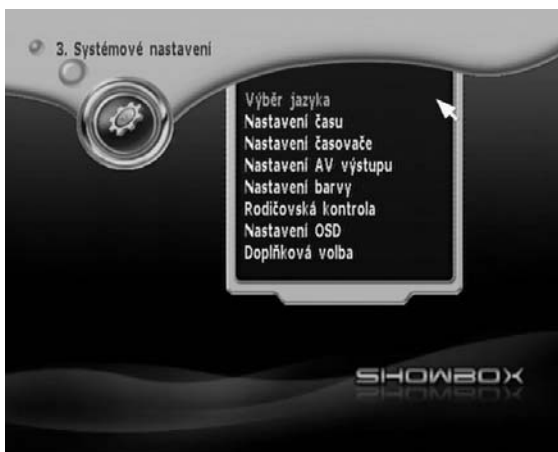 3. Systémové nastavení
Výběr jazyka
Nastavení času
Nastavení časovače
Nastavení AV výstupu
Nastavení barvy
Rodičovská kontrola
Nastavení OSD
Doplňková volba
SHOWBOX